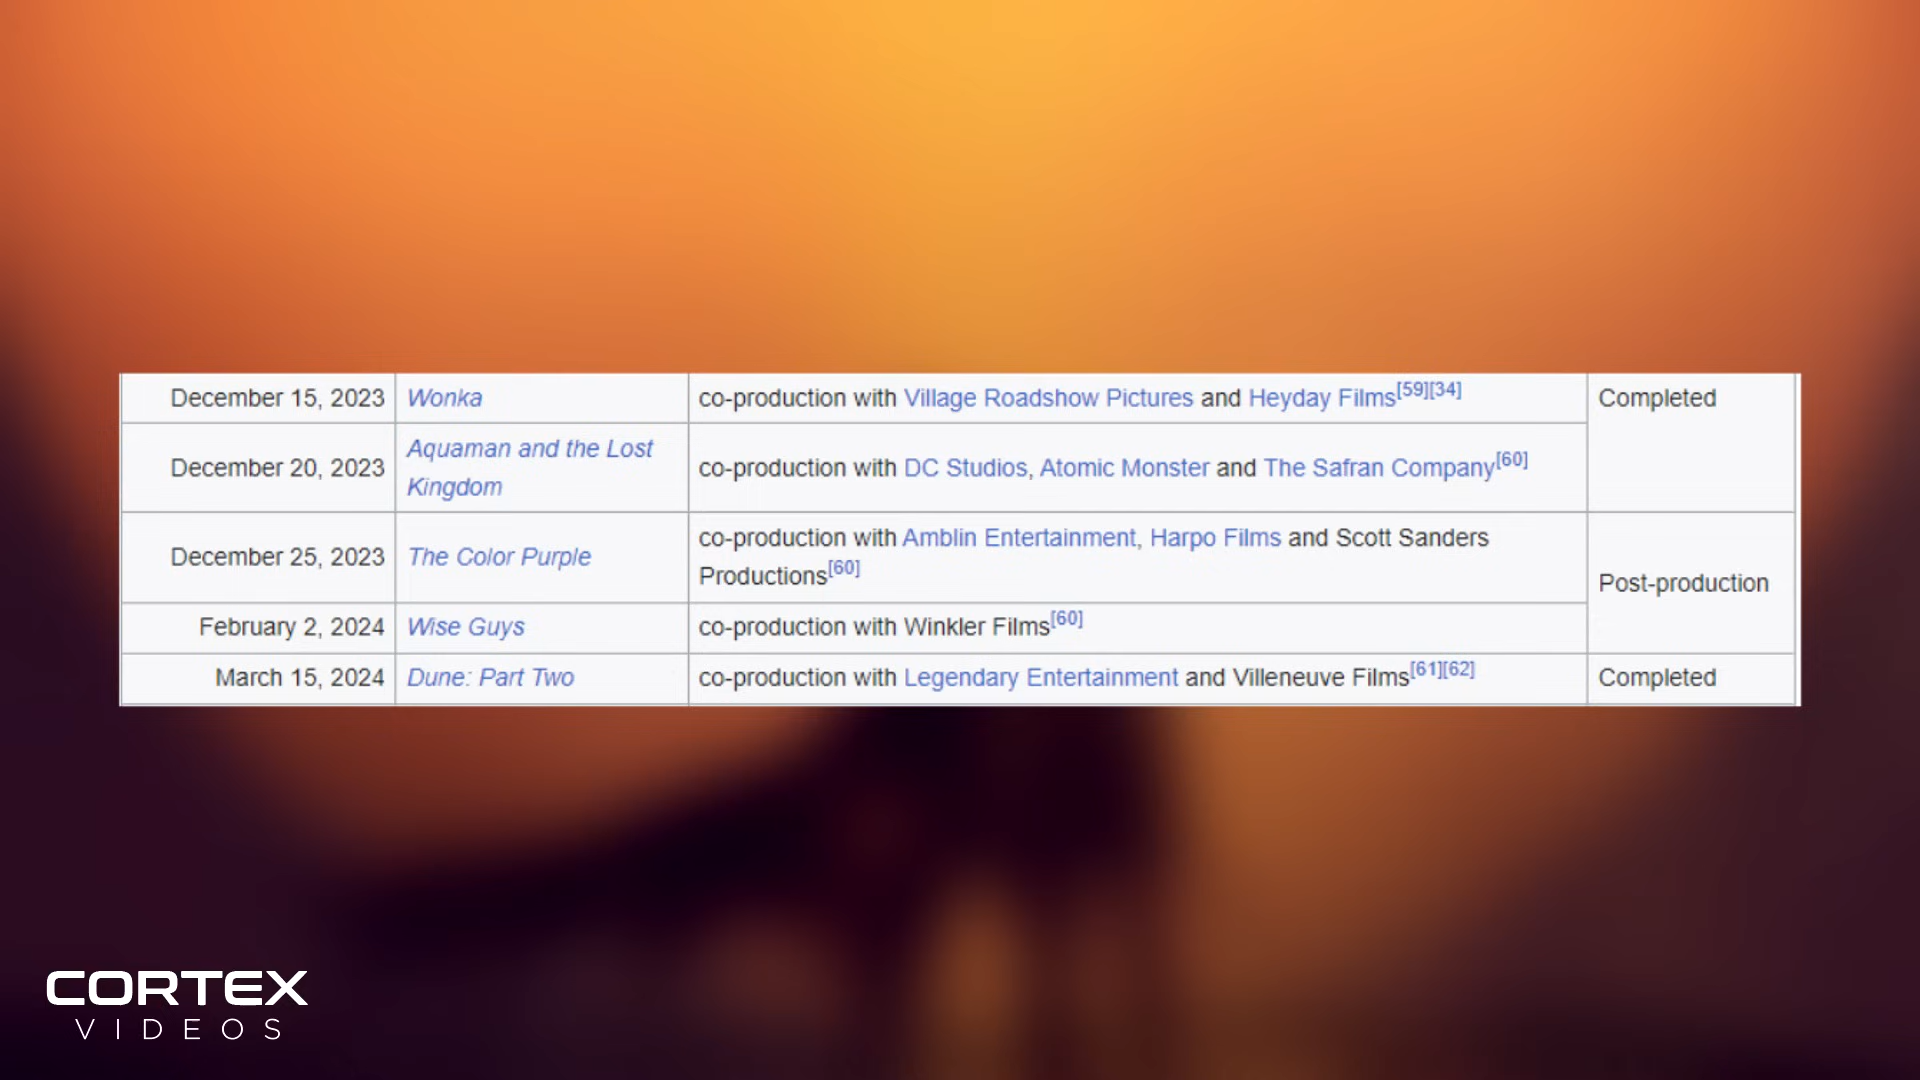 December 15, 2023 Wonka co-production with Village Roadshow Pictures and Heyday Films[59][34] Completed
Aquaman and the Lost
December 20, 2023 co-production with DC Studios, Atomic Monster and The Safran Company[60]
Kingdom
co-production with Amblin Entertainment, Harpo Films and Scott Sanders
December 25, 2023 The Color Purple
Productions[60]
Post-production
February 2, 2024 Wise Guys co-production with Winkler Films[60]
March 15, 2024 Dune: Part Two co-production with Legendary Entertainment and Villeneuve Films[61][62] Completed
CORTEX
VIDEOS